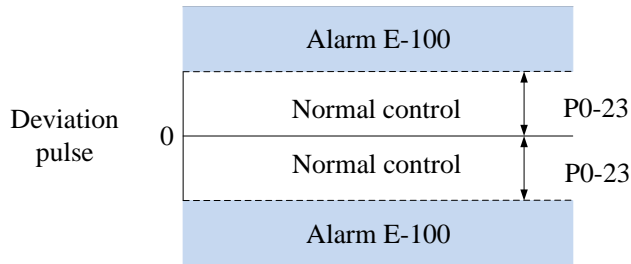 Alarm E-100
Normal control
P0-23
Deviation
pulse
0
Normal control
P0-23
Alarm E-100